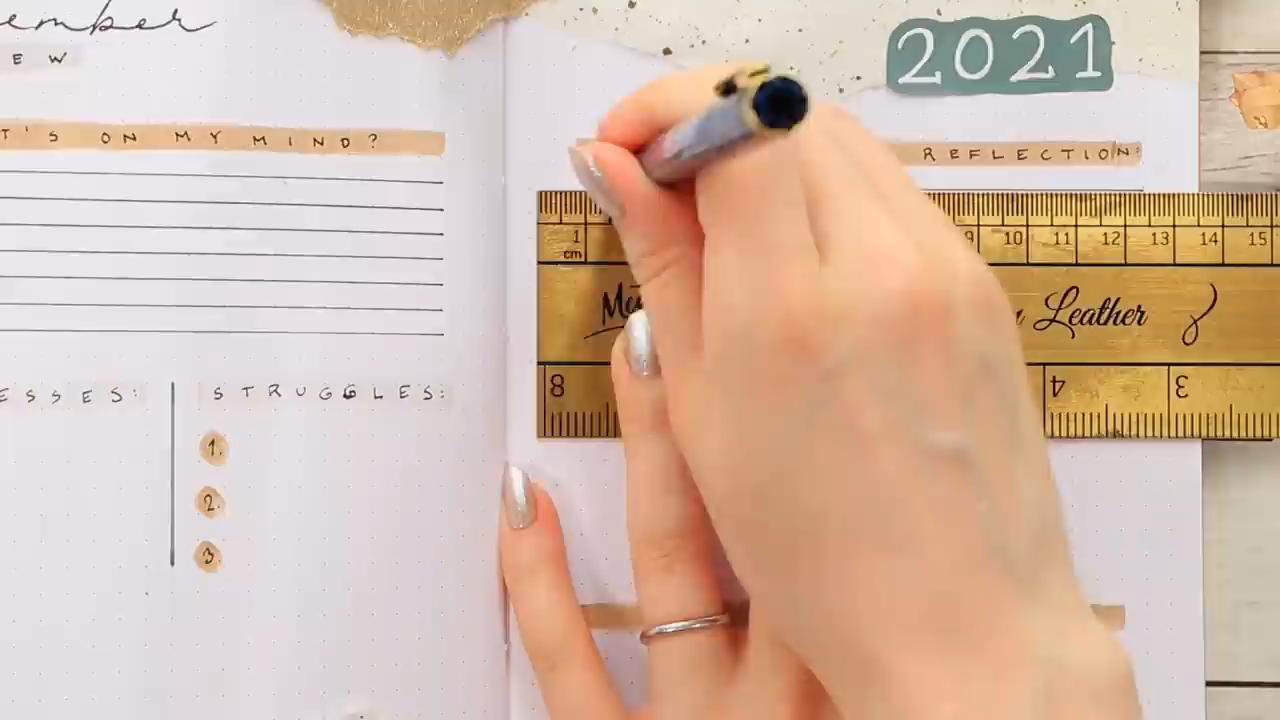 ember
EW
T'S ON MY MIND?
ESSES:
STRUGGLES:
1.
2.
3.
2021
REFLECTION:
1 9 10 11 12 13 14 15
cm
Leather
8 4 3